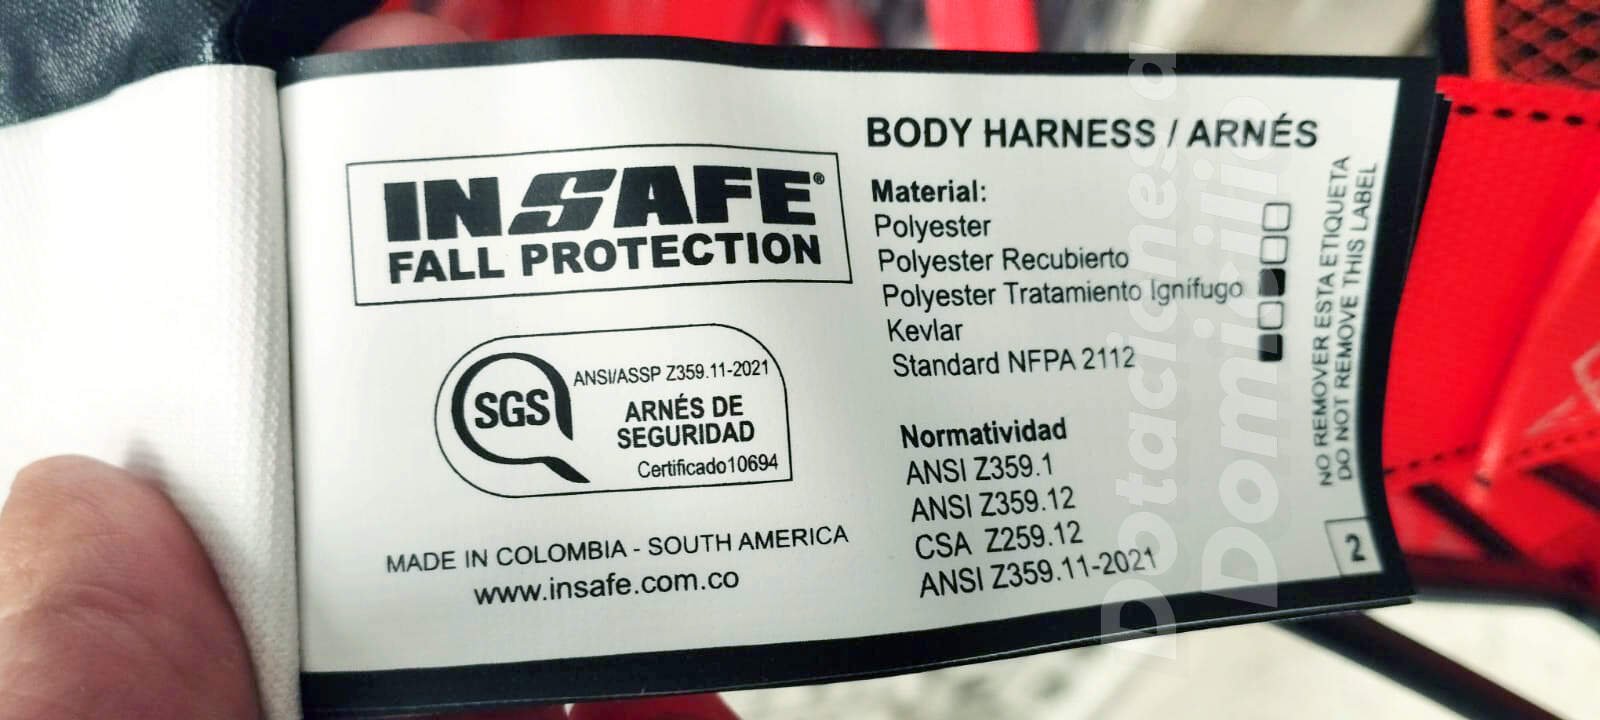 INSAFE®
FALL PROTECTION
SGS
ANSI/ASSP Z359.11-2021
ARNÉS DE
SEGURIDAD
Certificado10694
MADE IN COLOMBIA - SOUTH AMERICA
www.insafe.com.co
BODY HARNESS / ARNÉS
Material:
Polyester
Polyester Recubierto
Polyester Tratamiento Ignífugo
Kevlar
Standard NFPA 2112
Normatividad
ANSI Z359.1
ANSI Z359.12
CSA Z259.12
ANSI Z359.11-2021
NO REMOVER ESTA ETIQUETA
DO NOT REMOVE THIS LABEL
2
Dotaciones a
Domicilio